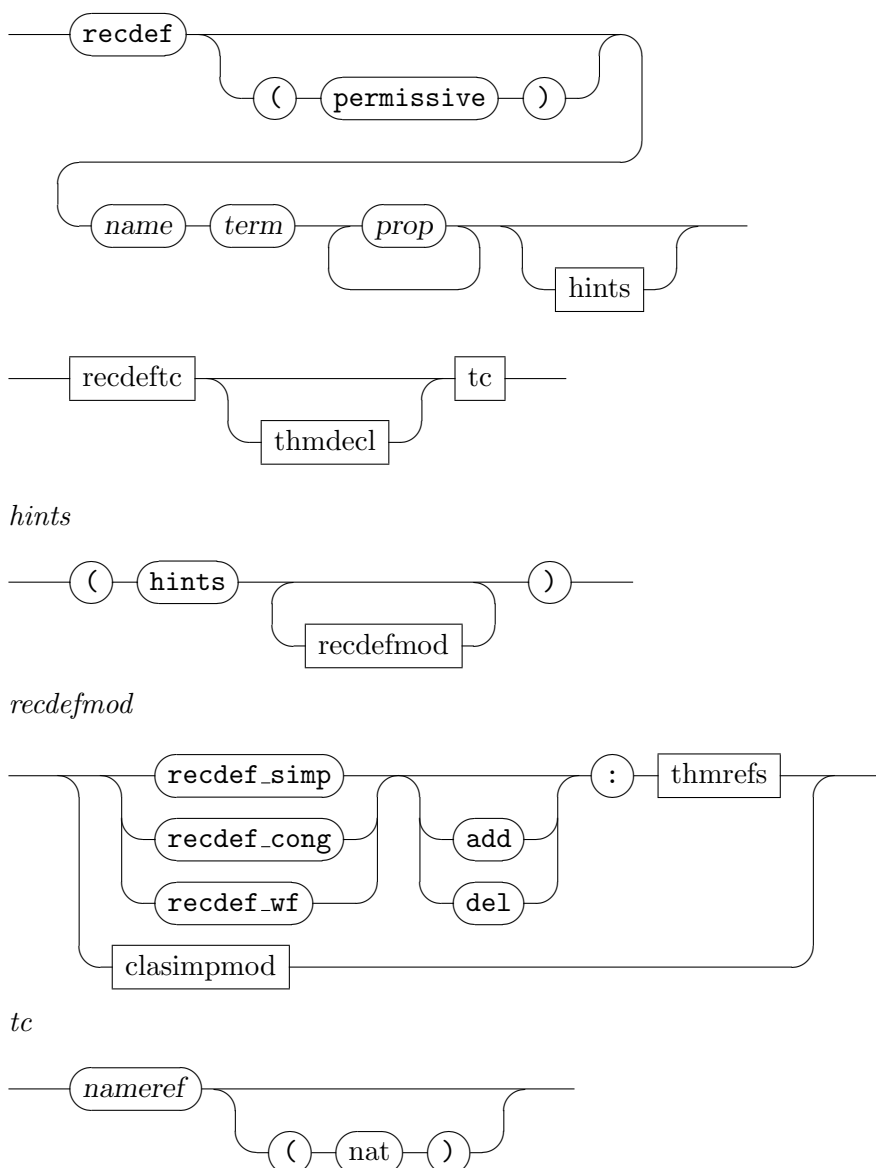 recdef
( permissive )
name term prop
hints
recdeftc tc
thmdecl
hints
( hints )
recdefmod
recdefmod
recdef_simp : thmrefs
recdef_cong add
recdef_wf del
clasimpmod
tc
nameref
( nat )